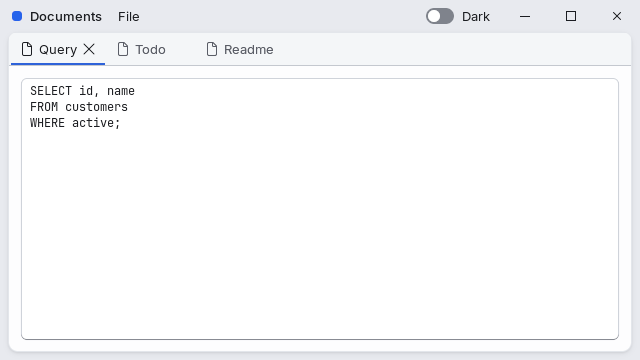 Documents File Dark
Query Todo Readme
SELECT id, name
FROM customers
WHERE active;